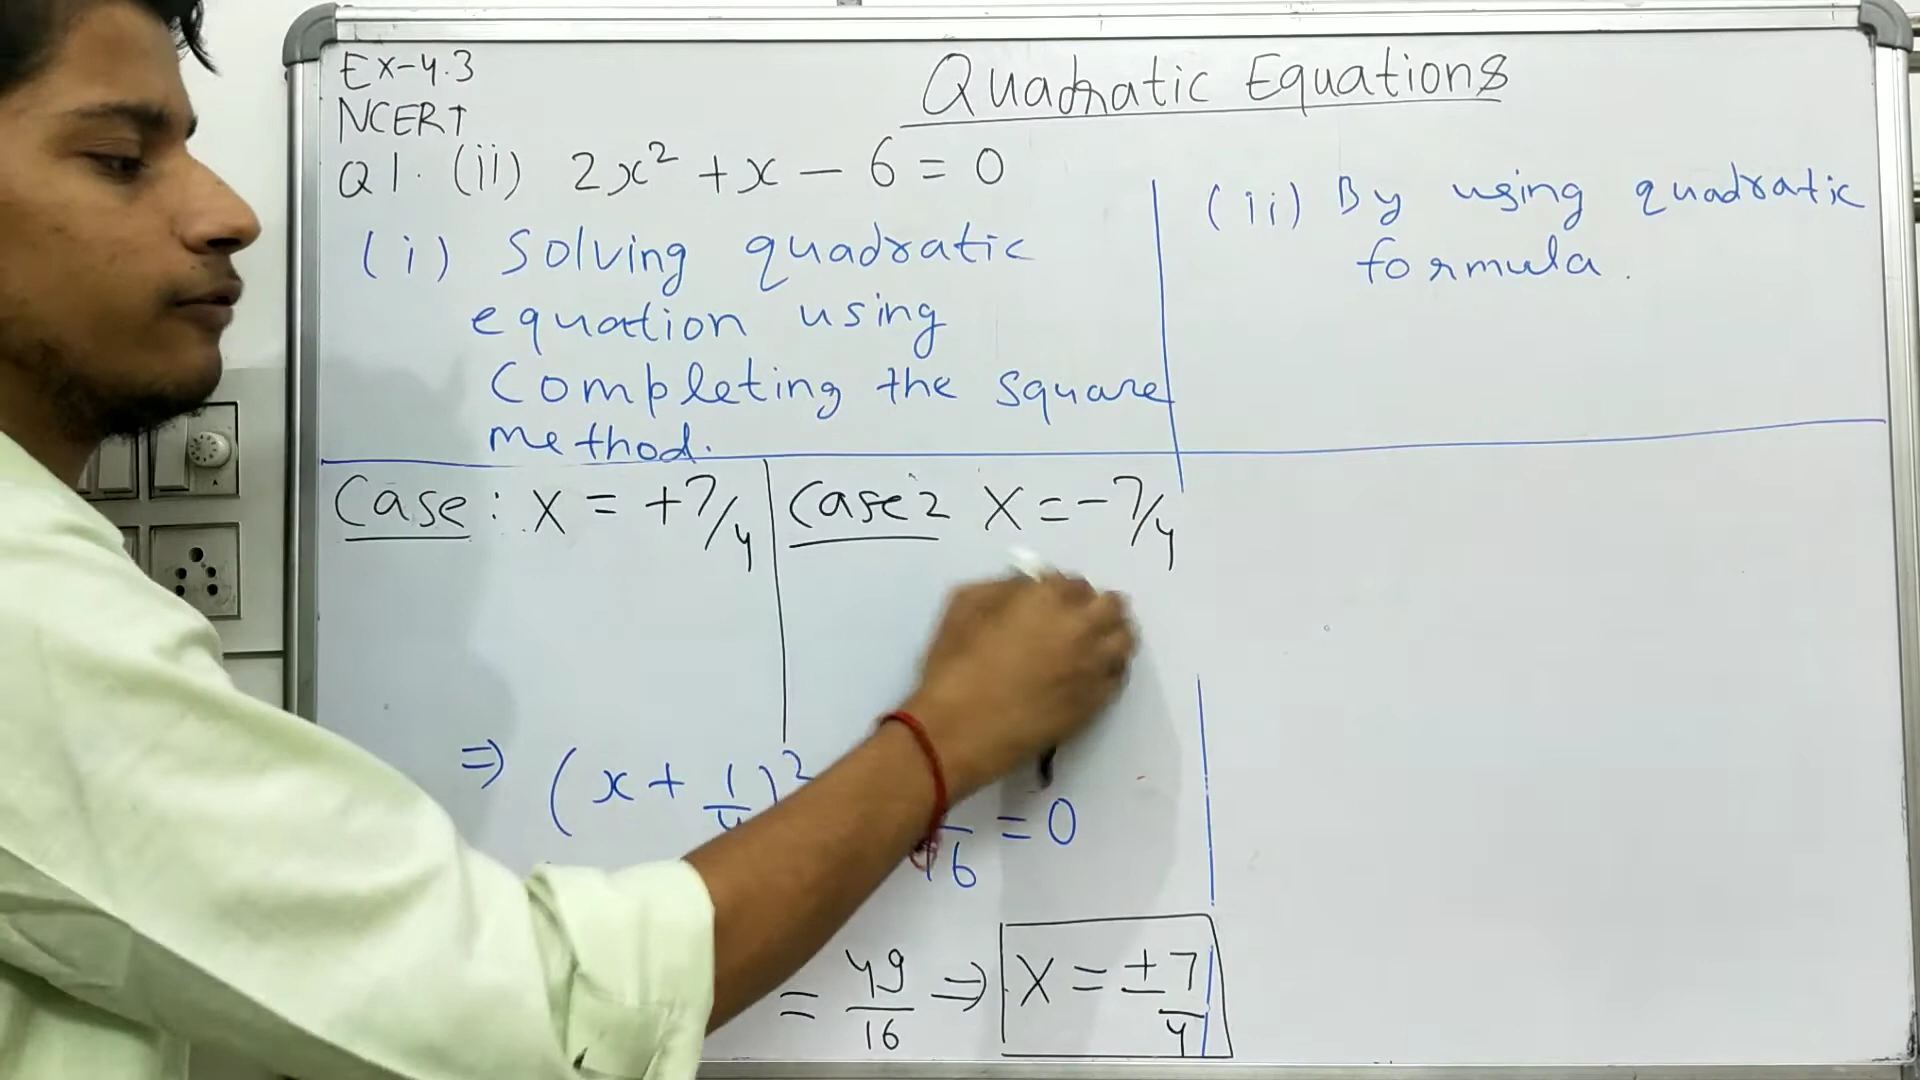 Ex-4.3
NCERT
Quadratic Equations
Q1. (ii) 2x² + x - 6 = 0
(i) Solving quadratic
equation using
Completing the square
method.
(ii) By using quadratic
formula.
Case: X = +7/4
Case 2 X = -7/4
⇒ (x + 1/4)² 16 = 0
= 49/16 ⇒ X = ±7/4